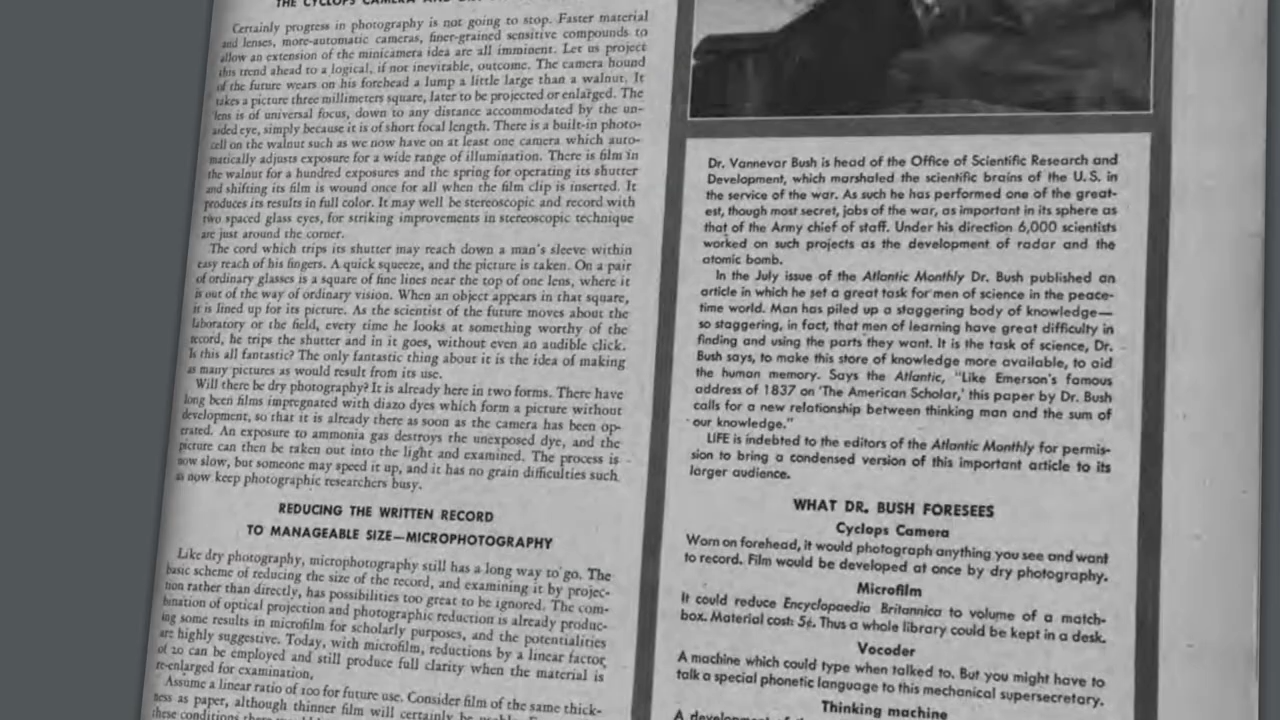 THE CYCLOPS CAMERA AND
Certainly progress in photography is not going to stop. Faster material
and lenses, more-automatic cameras, finer-grained sensitive compounds to
allow an extension of the minicamera idea are all imminent. Let us project
this trend ahead to a logical, if not inevitable, outcome. The camera hound
of the future wears on his forehead a lump a little large than a walnut. It
takes a picture three millimeters square, later to be projected or enlarged. The
lens is of universal focus, down to any distance accommodated by the un-
aided eye, simply because it is of short focal length. There is a built-in photo-
cell on the walnut such as we now have on at least one camera which auto-
matically adjusts exposure for a wide range of illumination. There is film in
the walnut for a hundred exposures and the spring for operating its shutter
and shifting its film is wound once for all when the film clip is inserted. It
produces its results in full color. It may well be stereoscopic and record with
two spaced glass eyes, for striking improvements in stereoscopic technique
are just around the corner.
The cord which trips its shutter may reach down a man's sleeve within
easy reach of his fingers. A quick squeeze, and the picture is taken. On a pair
of ordinary glasses is a square of fine lines near the top of one lens, where it
is out of the way of ordinary vision. When an object appears in that square,
it is lined up for its picture. As the scientist of the future moves about the
laboratory or the field, every time he looks at something worthy of the
record, he trips the shutter and in it goes, without even an audible click.
Is this all fantastic? The only fantastic thing about it is the idea of making
as many pictures as would result from its use.
Will there be dry photography? It is already here in two forms. There have
long been films impregnated with diazo dyes which form a picture without
development, so that it is already there as soon as the camera has been op-
erated. An exposure to ammonia gas destroys the unexposed dye, and the
picture can then be taken out into the light and examined. The process is
now slow, but someone may speed it up, and it has no grain difficulties such
as now keep photographic researchers busy.
REDUCING THE WRITTEN RECORD
TO MANAGEABLE SIZE—MICROPHOTOGRAPHY
Like dry photography, microphotography still has a long way to go. The
basic scheme of reducing the size of the record, and examining it by projec-
tion rather than directly, has possibilities too great to be ignored. The com-
bination of optical projection and photographic reduction is already produc-
ing some results in microfilm for scholarly purposes, and the potentialities
are highly suggestive. Today, with microfilm, reductions by a linear factor
of 20 can be employed and still produce full clarity when the material is
re-enlarged for examination.
Assume a linear ratio of 100 for future use. Consider film of the same thick-
ness as paper, although thinner film will certainly be
these conditions there
Dr. Vannevar Bush is head of the Office of Scientific Research and
Development, which marshaled the scientific brains of the U. S. in
the service of the war. As such he has performed one of the great-
est, though most secret, jobs of the war, as important in its sphere as
that of the Army chief of staff. Under his direction 6,000 scientists
worked on such projects as the development of radar and the
atomic bomb.
In the July issue of the Atlantic Monthly Dr. Bush published an
article in which he set a great task for men of science in the peace-
time world. Man has piled up a staggering body of knowledge—
so staggering, in fact, that men of learning have great difficulty in
finding and using the parts they want. It is the task of science, Dr.
Bush says, to make this store of knowledge more available, to aid
the human memory. Says the Atlantic, "Like Emerson's famous
address of 1837 on 'The American Scholar,' this paper by Dr. Bush
calls for a new relationship between thinking man and the sum of
our knowledge."
LIFE is indebted to the editors of the Atlantic Monthly for permis-
sion to bring a condensed version of this important article to its
larger audience.
WHAT DR. BUSH FORESEES
Cyclops Camera
Worn on forehead, it would photograph anything you see and want
to record. Film would be developed at once by dry photography.
Microfilm
It could reduce Encyclopaedia Britannica to volume of a match-
box. Material cost: 5¢. Thus a whole library could be kept in a desk.
Vocoder
A machine which could type when talked to. But you might have to
talk a special phonetic language to this mechanical supersecretary.
Thinking machine
A development